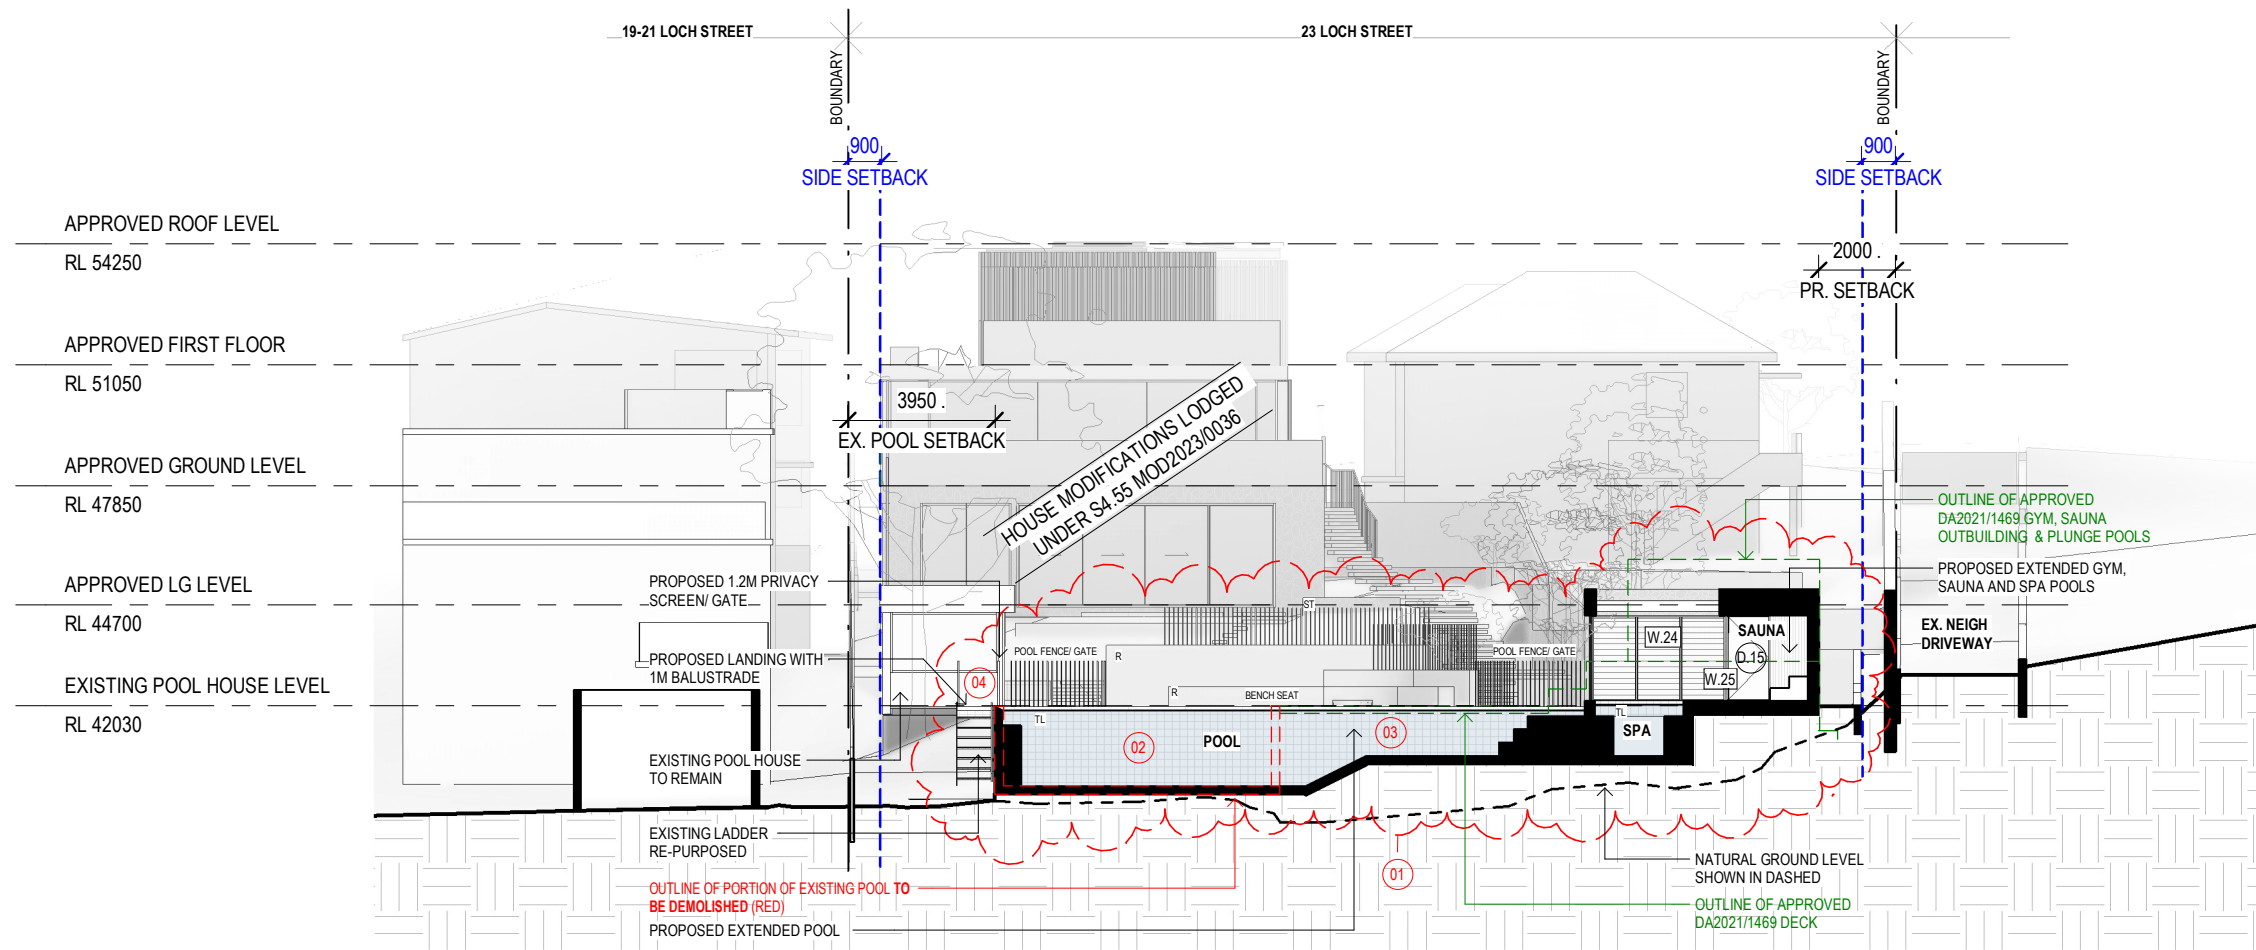 19-21 LOCH STREET
23 LOCH STREET
BOUNDARY
BOUNDARY
900
SIDE SETBACK
900
SIDE SETBACK
APPROVED ROOF LEVEL
RL 54250
2000 .
PR. SETBACK
APPROVED FIRST FLOOR
RL 51050
3950 .
EX. POOL SETBACK
HOUSE MODIFICATIONS LODGED
UNDER S4.55 MOD2023/0036
APPROVED GROUND LEVEL
RL 47850
OUTLINE OF APPROVED
DA2021/1469 GYM, SAUNA
OUTBUILDING & PLUNGE POOLS
PROPOSED EXTENDED GYM,
SAUNA AND SPA POOLS
APPROVED LG LEVEL
RL 44700
PROPOSED 1.2M PRIVACY
SCREEN/ GATE
ST
EX. NEIGH
DRIVEWAY
SAUNA
W.24
D.15
W.25
POOL FENCE/ GATE
R
POOL FENCE/ GATE
PROPOSED LANDING WITH
1M BALUSTRADE
04
R
BENCH SEAT
EXISTING POOL HOUSE LEVEL
RL 42030
TL
TL
02
POOL
03
SPA
EXISTING POOL HOUSE
TO REMAIN
EXISTING LADDER
RE-PURPOSED
01
NATURAL GROUND LEVEL
SHOWN IN DASHED
OUTLINE OF PORTION OF EXISTING POOL TO
BE DEMOLISHED (RED)
PROPOSED EXTENDED POOL
OUTLINE OF APPROVED
DA2021/1469 DECK